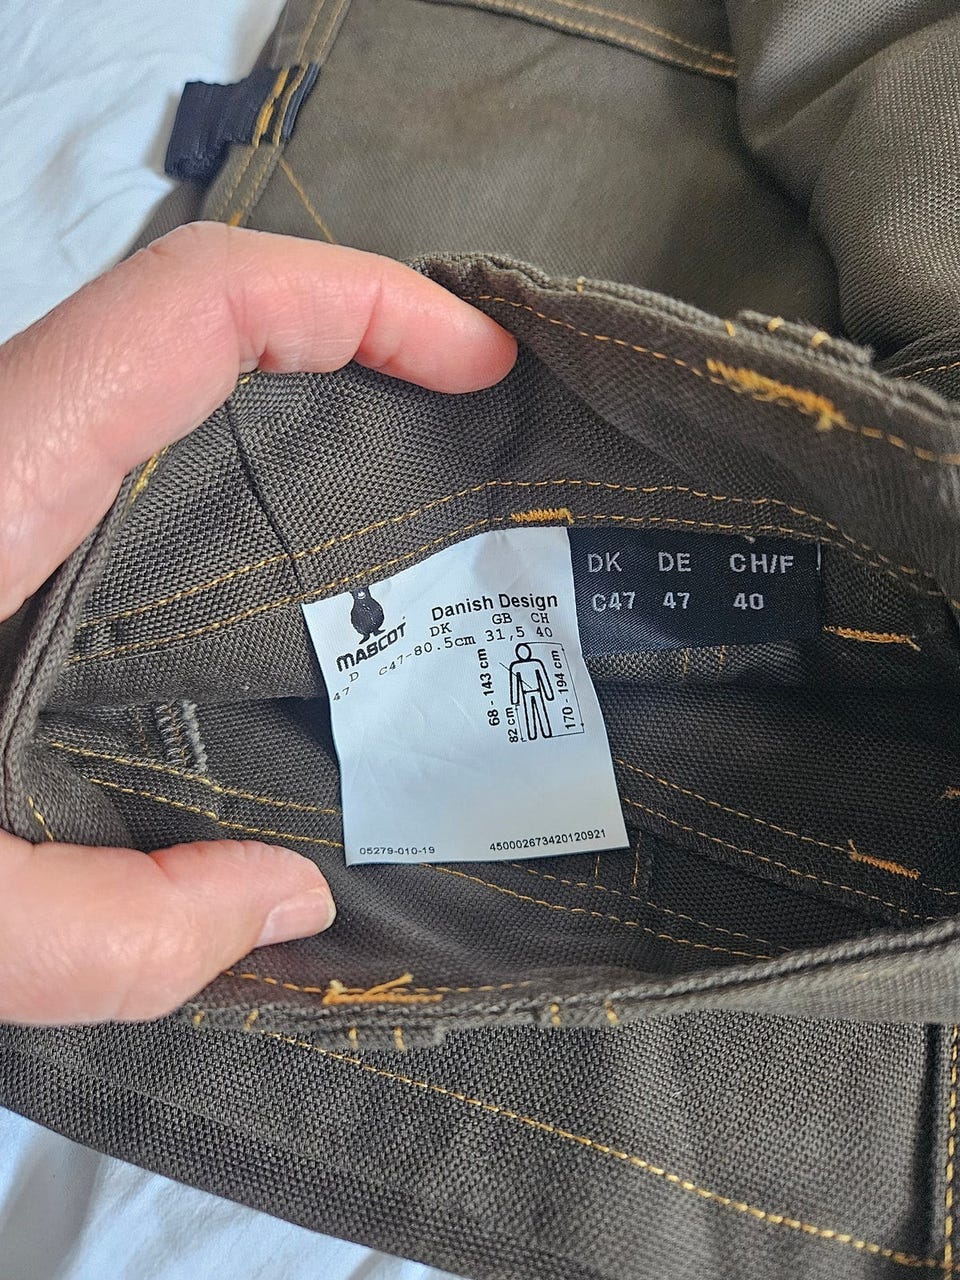 Danish Design
MASCOT
DK GB CH
D C47-80.5cm 31,5 40
47
68 - 143 cm
82 cm
170 - 194 cm
05279-010-19
450002673420120921
DK DE CH/F
C47 47 40